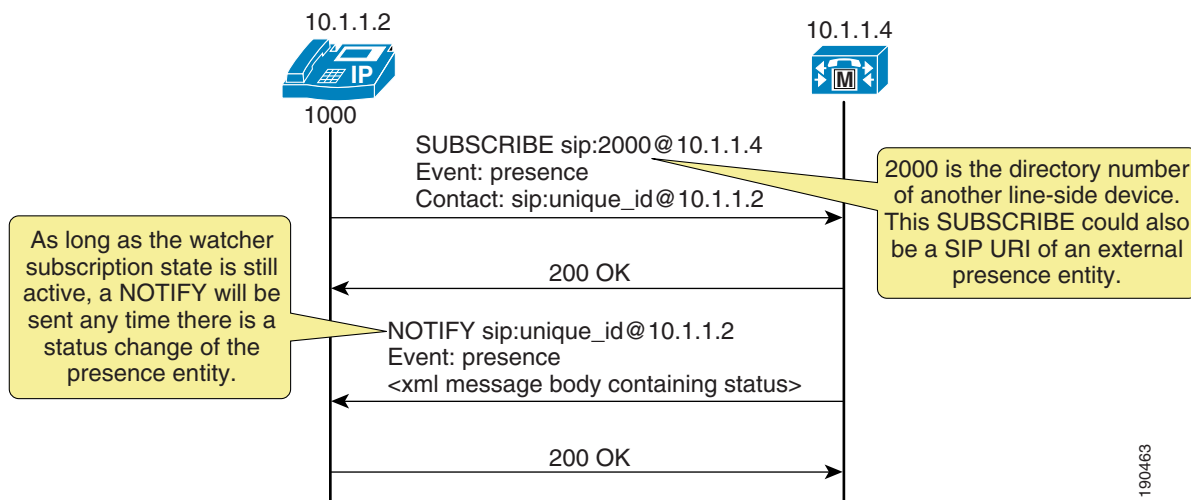 10.1.1.2
10.1.1.4
IP
M
1000
SUBSCRIBE sip:2000@10.1.1.4
Event: presence
Contact: sip:unique_id@10.1.1.2
2000 is the directory number
of another line-side device.
This SUBSCRIBE could also
be a SIP URI of an external
presence entity.
As long as the watcher
subscription state is still
active, a NOTIFY will be
sent any time there is a
status change of the
presence entity.
200 OK
NOTIFY sip:unique_id@10.1.1.2
Event: presence
<xml message body containing status>
200 OK
190463